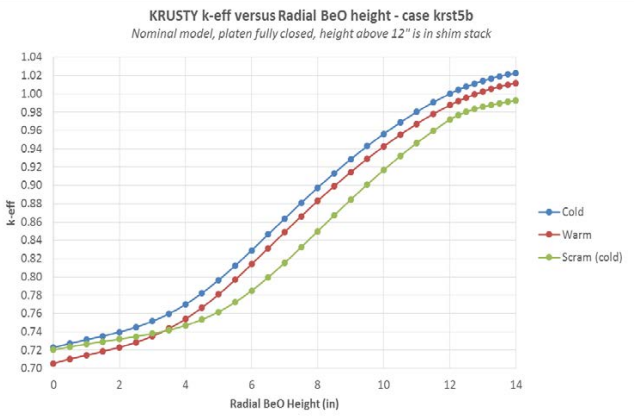 KRUSTY k-eff versus Radial BeO height - case krst5b
Nominal model, platen fully closed, height above 12" is in shim stack
k-eff
1.04
1.02
1.00
0.98
0.96
0.94
0.92
0.90
0.88
0.86
0.84
0.82
0.80
0.78
0.76
0.74
0.72
0.70
0 2 4 6 8 10 12 14
Radial BeO Height (in)
Cold
Warm
Scram (cold)